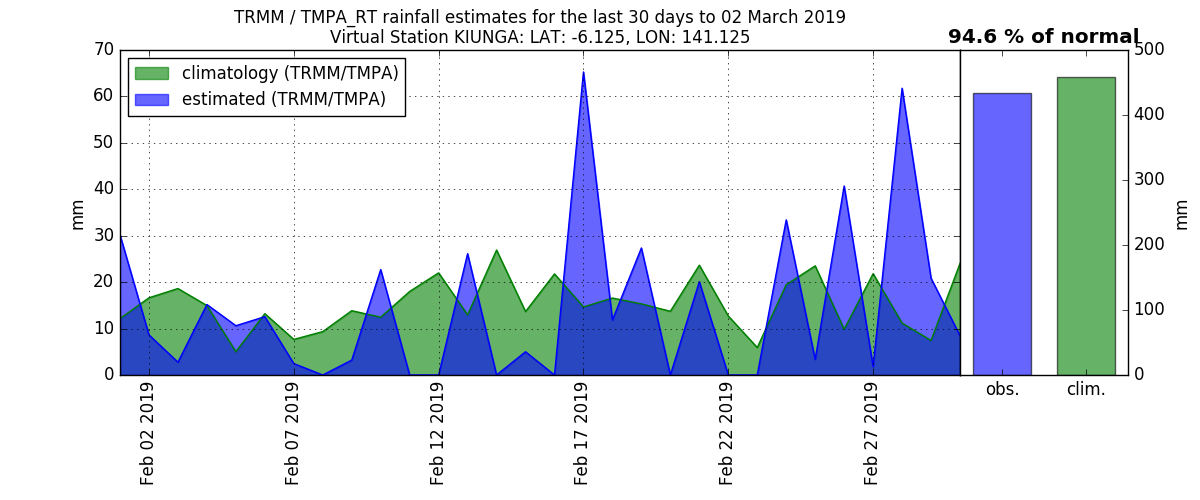 TRMM / TMPA_RT rainfall estimates for the last 30 days to 02 March 2019
Virtual Station KIUNGA: LAT: -6.125, LON: 141.125
94.6 % of normal
climatology (TRMM/TMPA)
estimated (TRMM/TMPA)
70
60
50
40
30
20
10
0
mm
500
400
300
200
100
0
mm
Feb 02 2019
Feb 07 2019
Feb 12 2019
Feb 17 2019
Feb 22 2019
Feb 27 2019
obs.
clim.